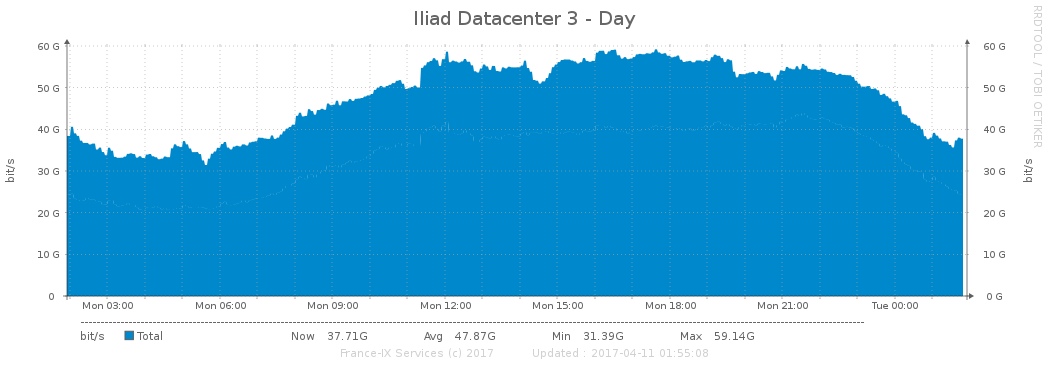 Iliad Datacenter 3 - Day
RRDTOOL / TOBI OETIKER
60 G 60 G
50 G 50 G
40 G 40 G
30 G 30 G
20 G 20 G
10 G 10 G
0 0 G
bit/s bit/s
Mon 03:00 Mon 06:00 Mon 09:00 Mon 12:00 Mon 15:00 Mon 18:00 Mon 21:00 Tue 00:00
bit/s Total Now 37.71G Avg 47.87G Min 31.39G Max 59.14G
France-IX Services (c) 2017 Updated : 2017-04-11 01:55:08